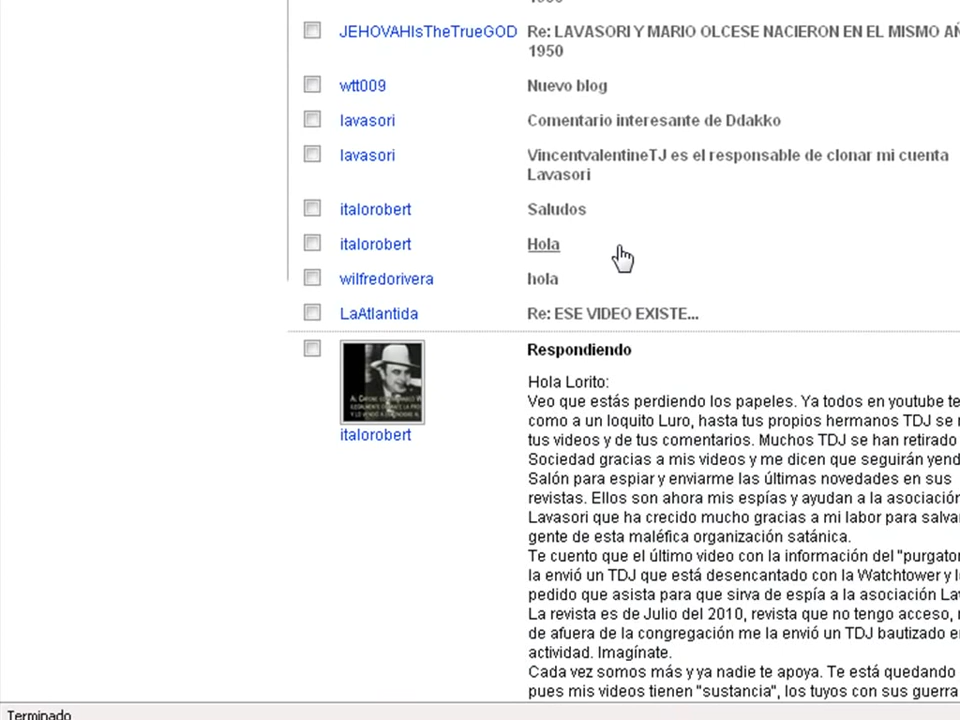 JEHOVAHIsTheTrueGOD Re: LAVASORI Y MARIO OLCESE NACIERON EN EL MISMO AÑ
1950
wtt009 Nuevo blog
lavasori Comentario interesante de Ddakko
lavasori VincentvalentineTJ es el responsable de clonar mi cuenta
Lavasori
italorobert Saludos
italorobert Hola
wilfredorivera hola
LaAtlantida Re: ESE VIDEO EXISTE...
Respondiendo
italorobert
Hola Lorito:
Veo que estás perdiendo los papeles. Ya todos en youtube te
como a un loquito Luro, hasta tus propios hermanos TDJ se
tus videos y de tus comentarios. Muchos TDJ se han retirado
Sociedad gracias a mis videos y me dicen que seguirán yend
Salón para espiar y enviarme las últimas novedades en sus
revistas. Ellos son ahora mis espías y ayudan a la asociación
Lavasori que ha crecido mucho gracias a mi labor para salva
gente de esta maléfica organización satánica.
Te cuento que el último video con la información del "purgator
la envió un TDJ que está desencantado con la Watchtower y l
pedido que asista para que sirva de espía a la asociación La
La revista es de Julio del 2010, revista que no tengo acceso,
de afuera de la congregación me la envió un TDJ bautizado e
actividad. Imagínate.
Cada vez somos más y ya nadie te apoya. Te está quedando
pues mis videos tienen "sustancia", los tuyos con sus guerra
Terminado